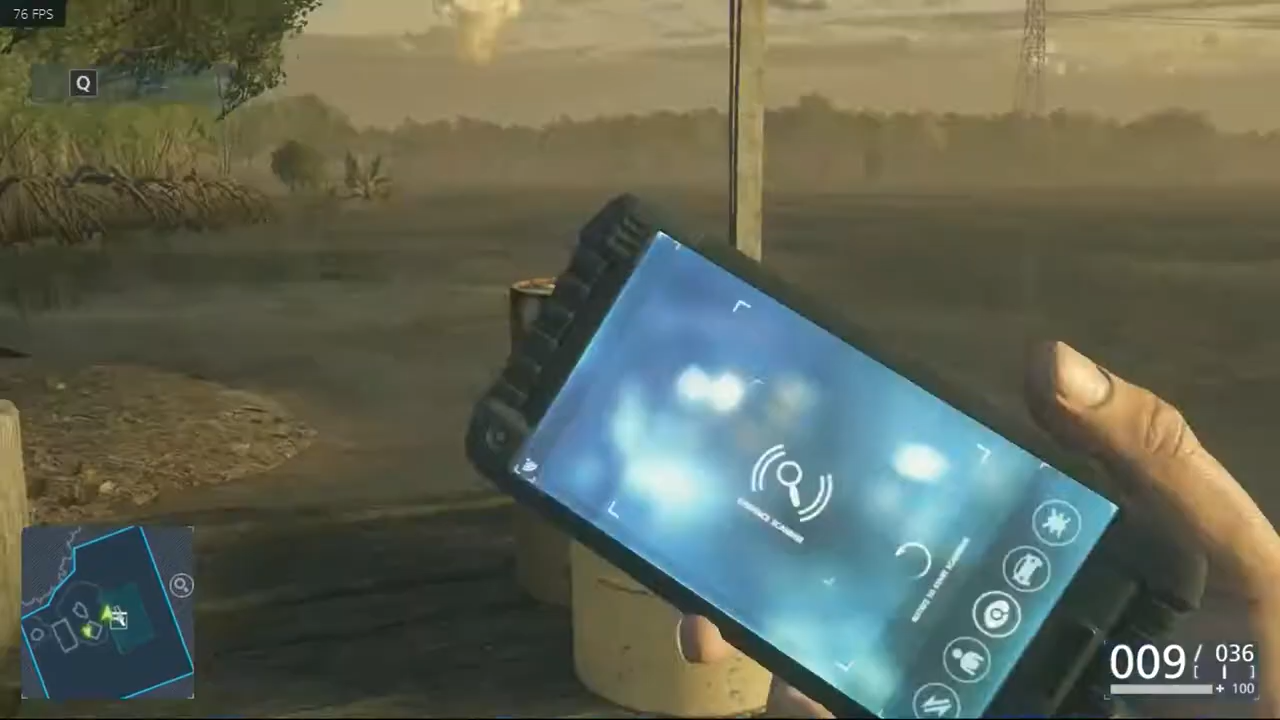 76 FPS
Q
EVIDENCE SCANNER
009 / 036
[ | ]
+ 100